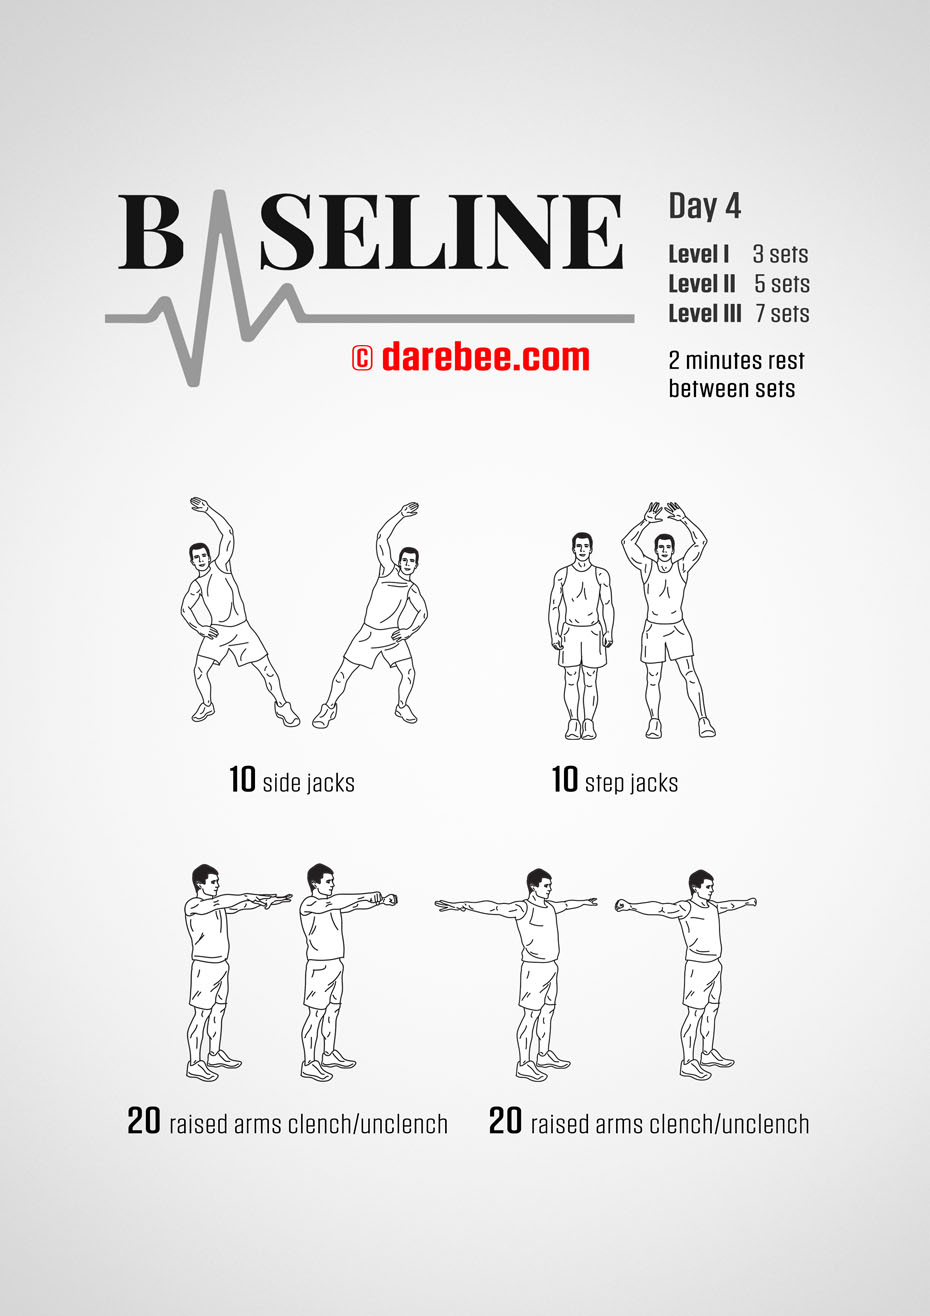 BASELINE
© darebee.com
Day 4
Level I 3 sets
Level II 5 sets
Level III 7 sets
2 minutes rest
between sets
10 side jacks
10 step jacks
20 raised arms clench/unclench
20 raised arms clench/unclench